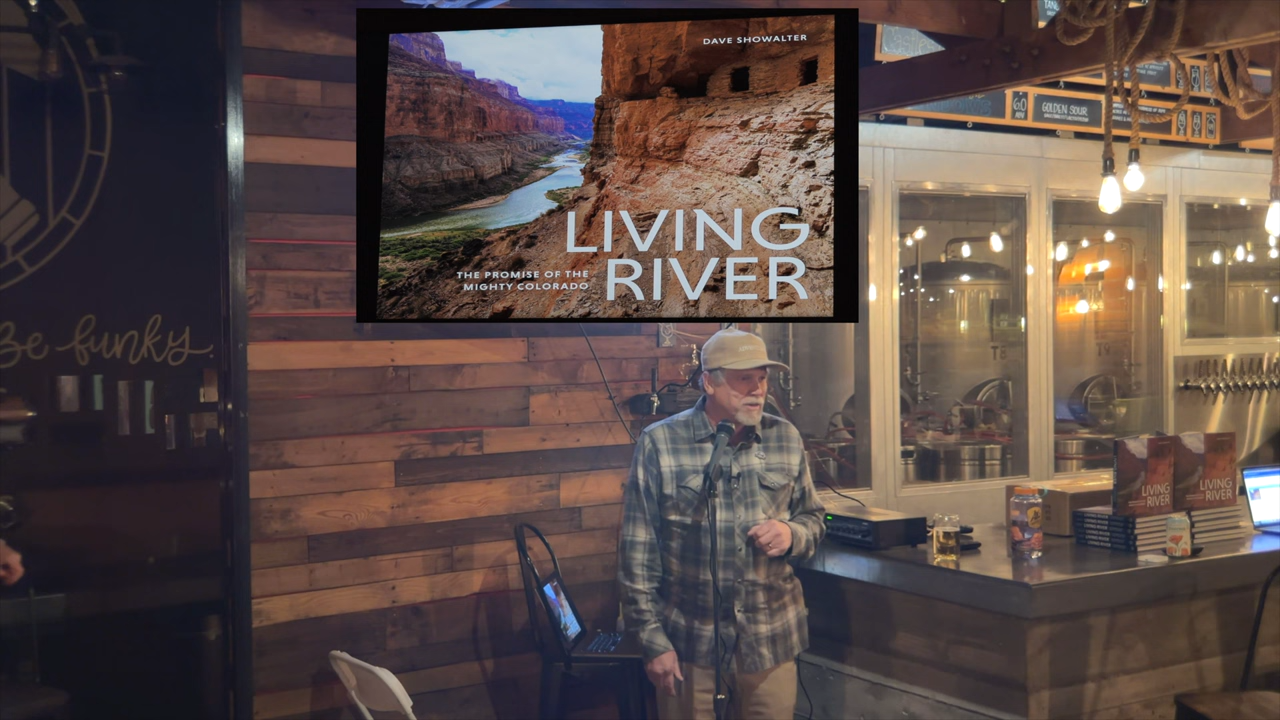 DAVE SHOWALTER
LIVING
RIVER
THE PROMISE OF THE
MIGHTY COLORADO
GOLDEN SOUR
Be funky.
LIVING
RIVER
LIVING
RIVER